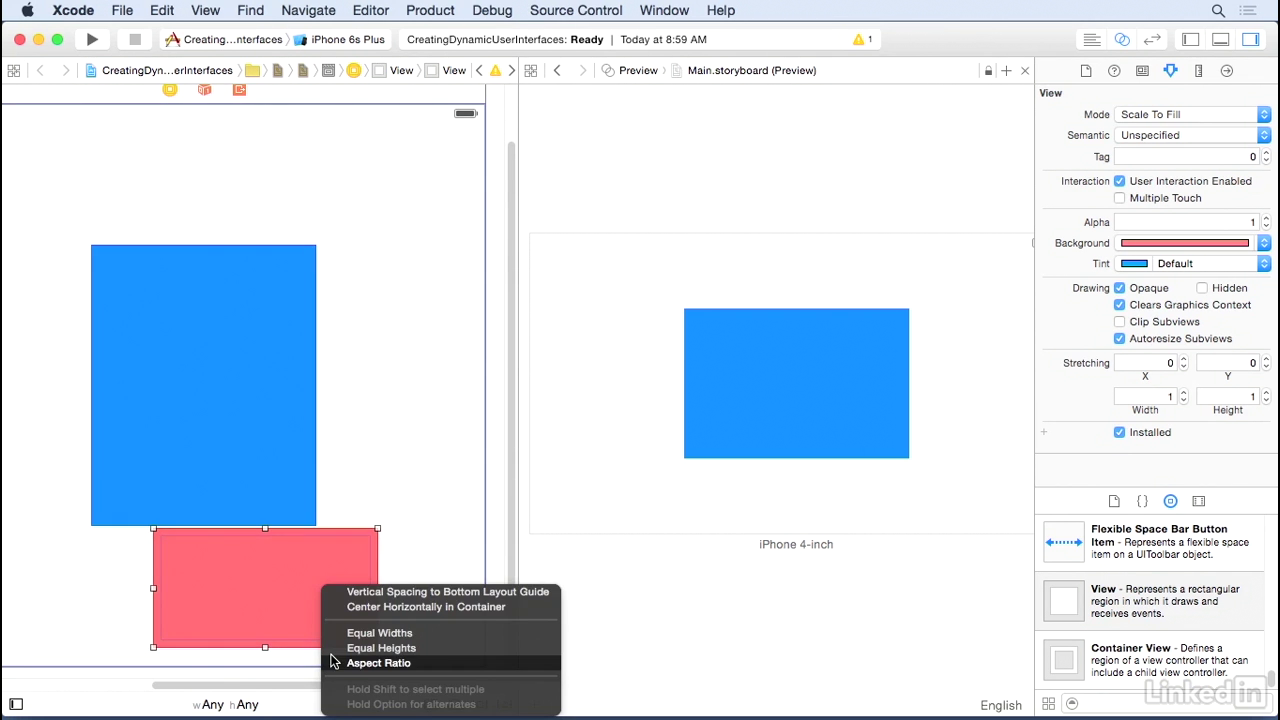 Xcode File Edit View Find Navigate Editor Product Debug Source Control Window Help
Creating...nterfaces iPhone 6s Plus CreatingDynamicUserInterfaces: Ready Today at 8:59 AM 1
CreatingDyn...erInterfaces View View Preview Main.storyboard (Preview)
View
Mode Scale To Fill
Semantic Unspecified
Tag 0
Interaction User Interaction Enabled
Multiple Touch
Alpha 1
Background
Tint Default
Drawing Opaque Hidden
Clears Graphics Context
Clip Subviews
Autoresize Subviews
Stretching 0 0
X Y
1 1
Width Height
Installed
iPhone 4-inch
Vertical Spacing to Bottom Layout Guide
Center Horizontally in Container
Equal Widths
Equal Heights
Aspect Ratio
Hold Shift to select multiple
Hold Option for alternates
Flexible Space Bar Button
Item - Represents a flexible
space item on a UIToolbar object.
View - Represents a rectangular
region in which it draws and
receives events.
Container View - Defines a
region of a view controller that can
include a child view controller.
wAny hAny
English
LinkedIn